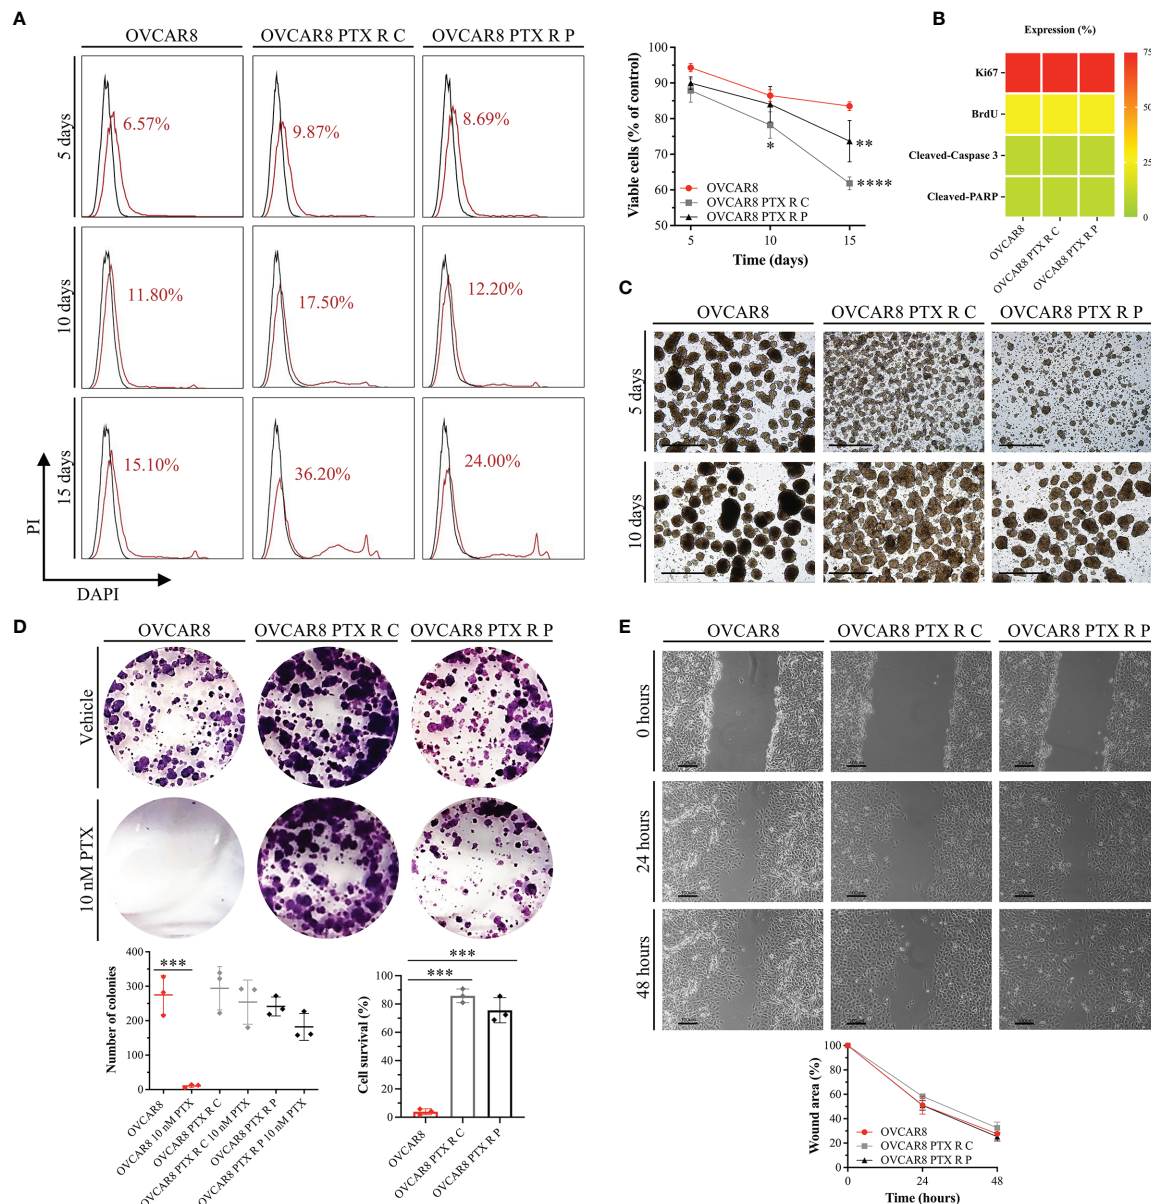 A
OVCAR8
OVCAR8 PTX R C
OVCAR8 PTX R P
5 days
6.57%
9.87%
8.69%
10 days
11.80%
17.50%
12.20%
15 days
15.10%
36.20%
24.00%
PI
DAPI
Viable cells (% of control)
100
90
80
70
60
50
*
**
****
OVCAR8
OVCAR8 PTX R C
OVCAR8 PTX R P
5
10
15
Time (days)
B
Expression (%)
Ki67
BrdU
Cleaved-Caspase 3
Cleaved-PARP
OVCAR8
OVCAR8 PTX R C
OVCAR8 PTX R P
75
50
25
0
C
OVCAR8
OVCAR8 PTX R C
OVCAR8 PTX R P
5 days
10 days
D
OVCAR8
OVCAR8 PTX R C
OVCAR8 PTX R P
Vehicle
10 nM PTX
Number of colonies
400
300
200
100
0
***
OVCAR8
OVCAR8 10 nM PTX
OVCAR8 PTX R C
OVCAR8 PTX R C 10 nM PTX
OVCAR8 PTX R P
OVCAR8 PTX R P 10 nM PTX
Cell survival (%)
100
80
60
40
20
0
***
***
OVCAR8
OVCAR8 PTX R C
OVCAR8 PTX R P
E
OVCAR8
OVCAR8 PTX R C
OVCAR8 PTX R P
0 hours
24 hours
48 hours
Wound area (%)
100
80
60
40
20
0
OVCAR8
OVCAR8 PTX R C
OVCAR8 PTX R P
0
24
48
Time (hours)